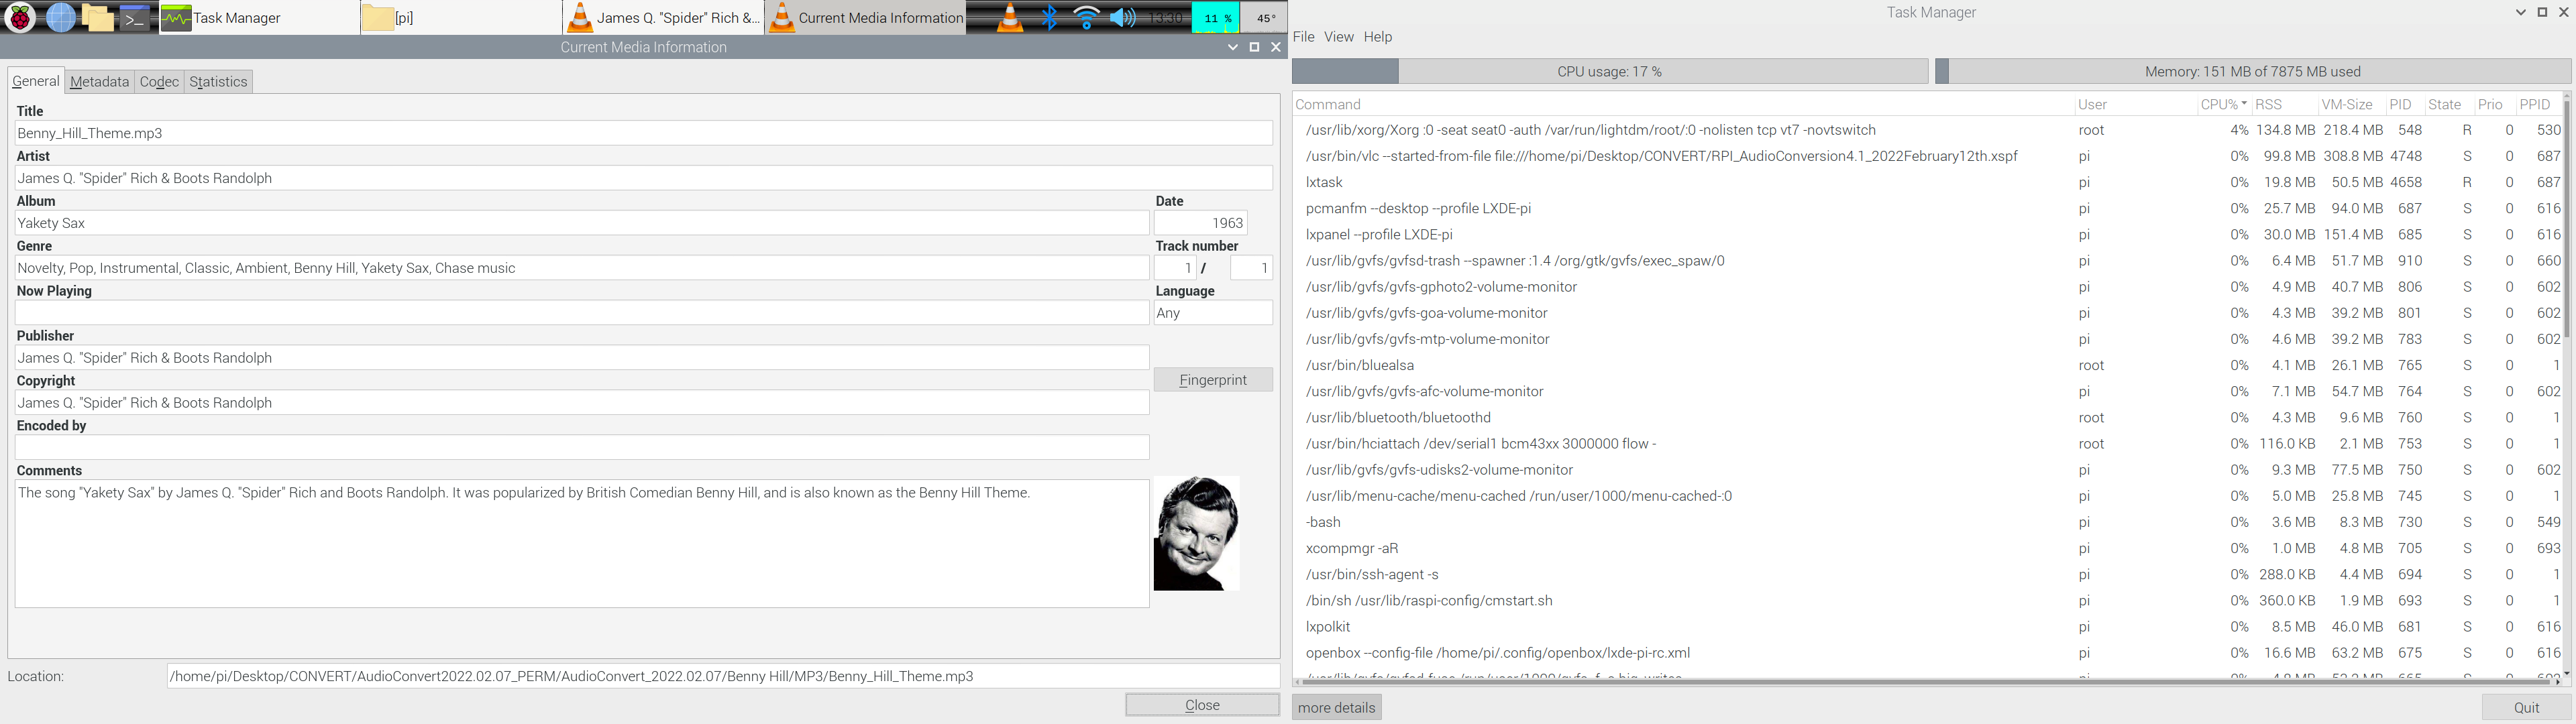 Task Manager
[pi]
James Q. "Spider" Rich &...
Current Media Information
13:30
11 %
45°
Current Media Information
General Metadata Codec Statistics
Title
Benny_Hill_Theme.mp3
Artist
James Q. "Spider" Rich & Boots Randolph
Album Date
Yakety Sax 1963
Genre Track number
Novelty, Pop, Instrumental, Classic, Ambient, Benny Hill, Yakety Sax, Chase music 1 / 1
Now Playing Language
Any
Publisher
James Q. "Spider" Rich & Boots Randolph
Fingerprint
Copyright
James Q. "Spider" Rich & Boots Randolph
Encoded by
Comments
The song "Yakety Sax" by James Q. "Spider" Rich and Boots Randolph. It was popularized by British Comedian Benny Hill, and is also known as the Benny Hill Theme.
Location: /home/pi/Desktop/CONVERT/AudioConvert2022.02.07_PERM/AudioConvert_2022.02.07/Benny Hill/MP3/Benny_Hill_Theme.mp3
Close
Task Manager
File View Help
CPU usage: 17 % Memory: 151 MB of 7875 MB used
Command User CPU% RSS VM-Size PID State Prio PPID
/usr/lib/xorg/Xorg :0 -seat seat0 -auth /var/run/lightdm/root/:0 -nolisten tcp vt7 -novtswitch root 4% 134.8 MB 218.4 MB 548 R 0 530
/usr/bin/vlc --started-from-file file:///home/pi/Desktop/CONVERT/RPI_AudioConversion4.1_2022February12th.xspf pi 0% 99.8 MB 308.8 MB 4748 S 0 687
lxtask pi 0% 19.8 MB 50.5 MB 4658 R 0 687
pcmanfm --desktop --profile LXDE-pi pi 0% 25.7 MB 94.0 MB 687 S 0 616
lxpanel --profile LXDE-pi pi 0% 30.0 MB 151.4 MB 685 S 0 616
/usr/lib/gvfs/gvfsd-trash --spawner :1.4 /org/gtk/gvfs/exec_spaw/0 pi 0% 6.4 MB 51.7 MB 910 S 0 660
/usr/lib/gvfs/gvfs-gphoto2-volume-monitor pi 0% 4.9 MB 40.7 MB 806 S 0 602
/usr/lib/gvfs/gvfs-goa-volume-monitor pi 0% 4.3 MB 39.2 MB 801 S 0 602
/usr/lib/gvfs/gvfs-mtp-volume-monitor pi 0% 4.6 MB 39.2 MB 783 S 0 602
/usr/bin/bluealsa root 0% 4.1 MB 26.1 MB 765 S 0 1
/usr/lib/gvfs/gvfs-afc-volume-monitor pi 0% 7.1 MB 54.7 MB 764 S 0 602
/usr/lib/bluetooth/bluetoothd root 0% 4.3 MB 9.6 MB 760 S 0 1
/usr/bin/hciattach /dev/serial1 bcm43xx 3000000 flow - root 0% 116.0 KB 2.1 MB 753 S 0 1
/usr/lib/gvfs/gvfs-udisks2-volume-monitor pi 0% 9.3 MB 77.5 MB 750 S 0 602
/usr/lib/menu-cache/menu-cached /run/user/1000/menu-cached-:0 pi 0% 5.0 MB 25.8 MB 745 S 0 1
-bash pi 0% 3.6 MB 8.3 MB 730 S 0 549
xcompmgr -aR pi 0% 1.0 MB 4.8 MB 705 S 0 693
/usr/bin/ssh-agent -s pi 0% 288.0 KB 4.4 MB 694 S 0 1
/bin/sh /usr/lib/raspi-config/cmstart.sh pi 0% 360.0 KB 1.9 MB 693 S 0 1
lxpolkit pi 0% 8.5 MB 46.0 MB 681 S 0 616
openbox --config-file /home/pi/.config/openbox/lxde-pi-rc.xml pi 0% 16.6 MB 63.2 MB 675 S 0 616
more details Quit